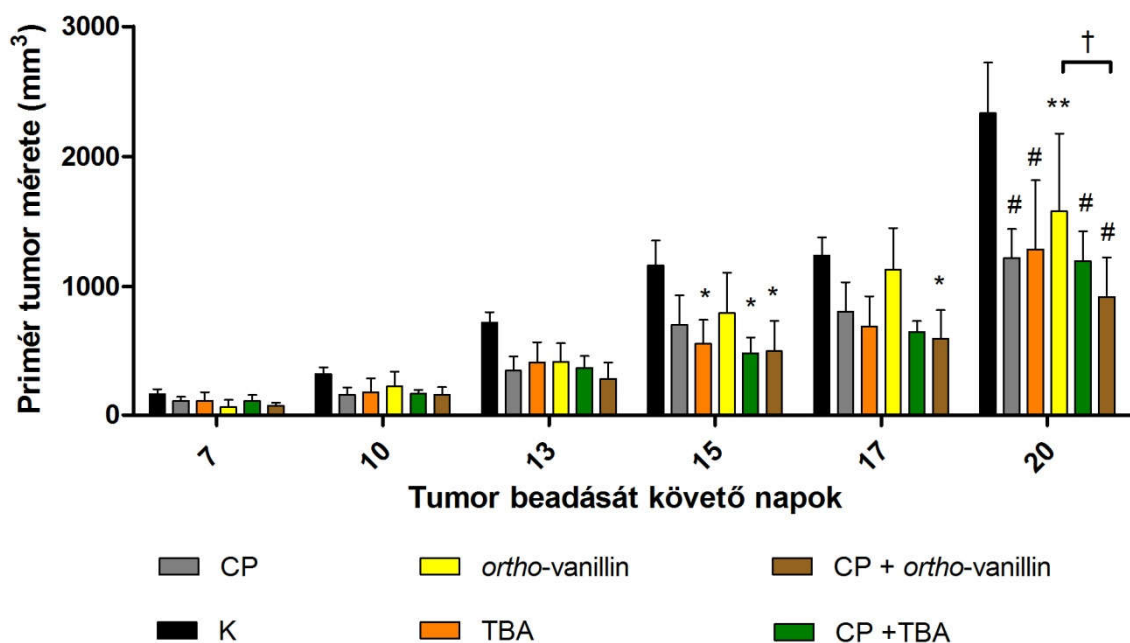 Primér tumor mérete (mm³)
3000
2000
1000
0
†
**
#
#
#
#
*
*
*
*
7
10
13
15
17
20
Tumor beadását követő napok
CP
ortho-vanillin
CP + ortho-vanillin
K
TBA
CP +TBA